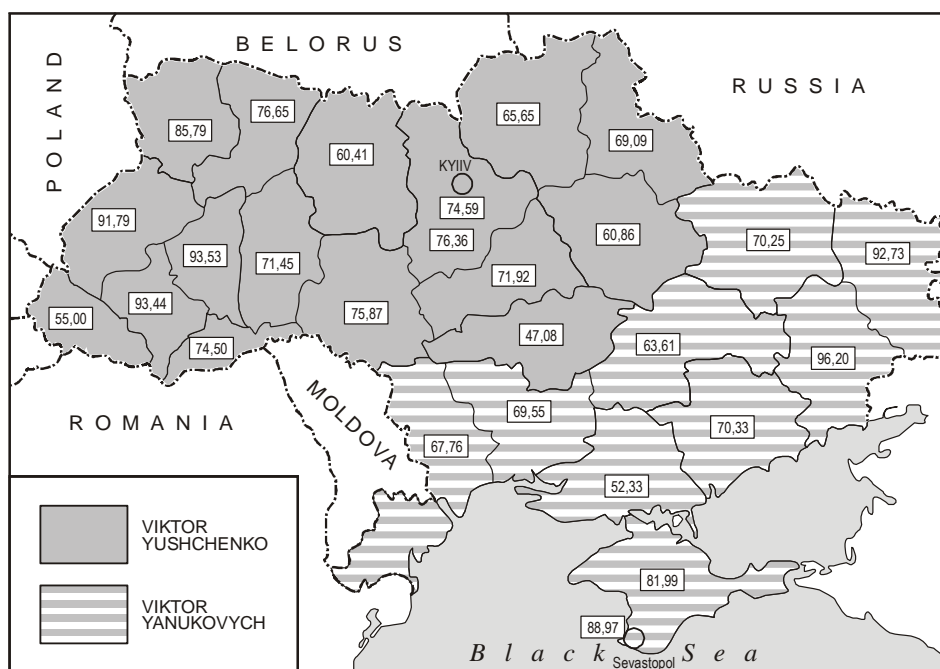 BELORUS
POLAND
RUSSIA
85,79
76,65
60,41
65,65
69,09
KYIIV
74,59
91,79
76,36
60,86
70,25
92,73
93,53
71,45
71,92
93,44
75,87
55,00
74,50
47,08
63,61
96,20
ROMANIA
MOLDOVA
69,55
67,76
70,33
52,33
81,99
88,97
Sevastopol
Black Sea
VIKTOR
YUSHCHENKO
VIKTOR
YANUKOVYCH